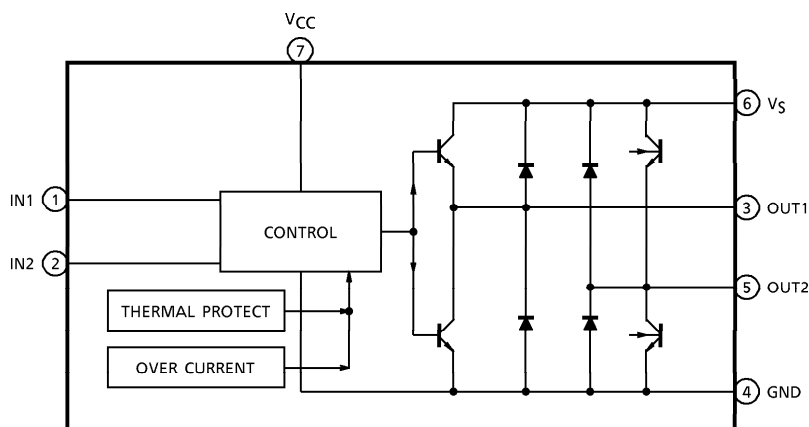 VCC
7
6 VS
IN1 1
CONTROL
3 OUT1
IN2 2
5 OUT2
THERMAL PROTECT
OVER CURRENT
4 GND